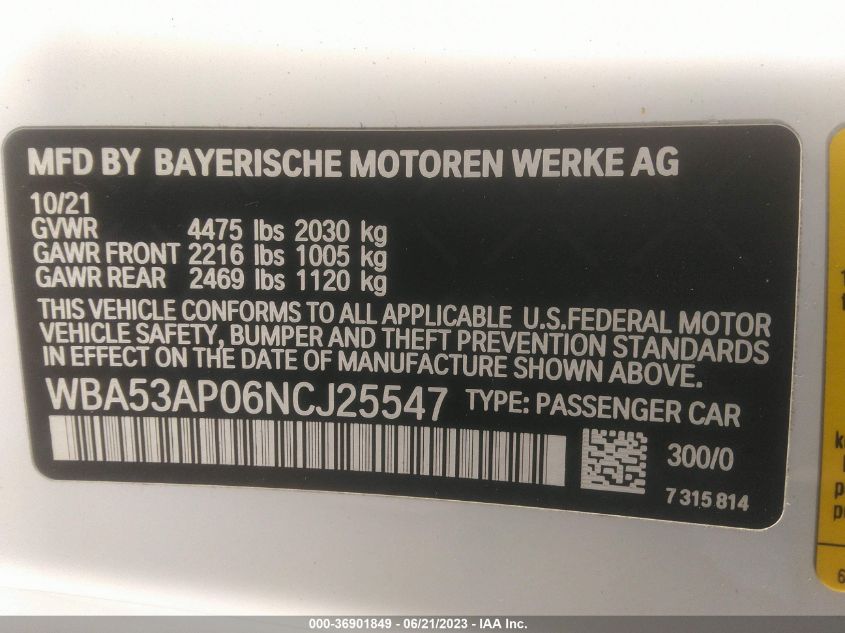 MFD BY BAYERISCHE MOTOREN WERKE AG
10/21
GVWR 4475 lbs 2030 kg
GAWR FRONT 2216 lbs 1005 kg
GAWR REAR 2469 lbs 1120 kg
THIS VEHICLE CONFORMS TO ALL APPLICABLE U.S.FEDERAL MOTOR
VEHICLE SAFETY, BUMPER AND THEFT PREVENTION STANDARDS
IN EFFECT ON THE DATE OF MANUFACTURE SHOWN ABOVE.
WBA53AP06NCJ25547 TYPE: PASSENGER CAR
300/0
7 315 814
000-36901849 - 06/21/2023 - IAA Inc.